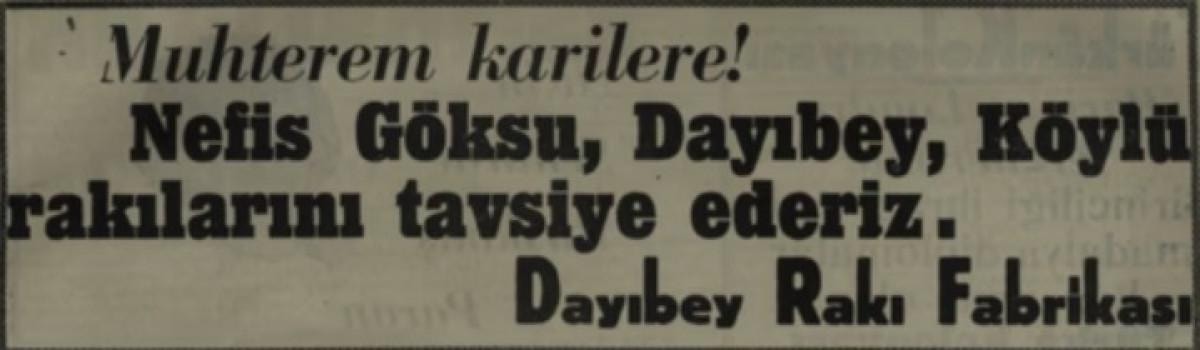 Muhterem karilere!
Nefis Göksu, Dayıbey, Köylü
rakılarını tavsiye ederiz.
Dayıbey Rakı Fabrikası